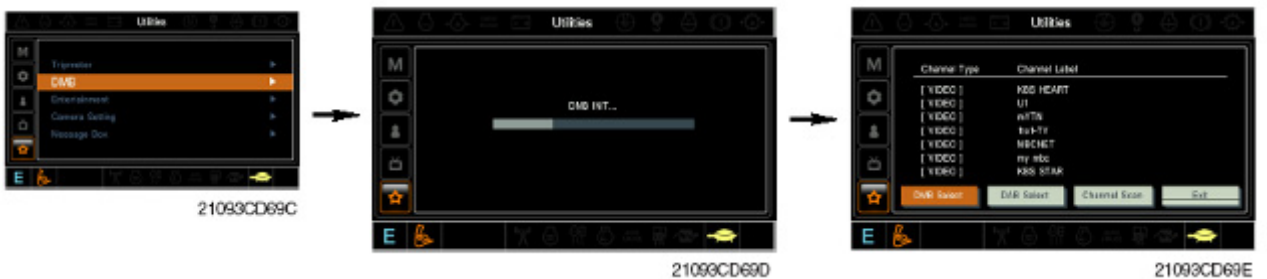 Utilities
M
Tripmeter
DMB
Entertainment
Camera Setting
Message Box
E
21093CD69C
Utilities
M
DMB INT...
E
21093CD69D
Utilities
M
Channel Type Channel Label
[ VIDEO ] KBS HEART
[ VIDEO ] U1
[ VIDEO ] mYTN
[ VIDEO ]
[ VIDEO ] MBCNET
[ VIDEO ] my mbc
[ VIDEO ] KBS STAR
DMB Select DAB Select Channel Scan Exit
E
21093CD69E